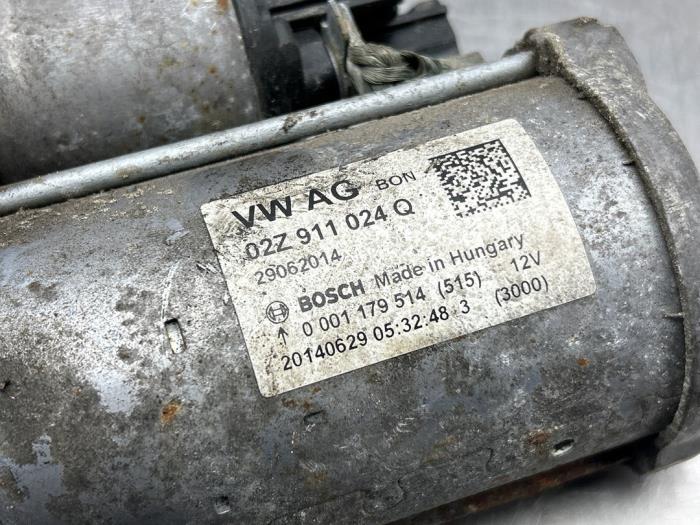 VW AG BON
02Z 911 024 Q
29062014
BOSCH Made in Hungary
↑ 0 001 179 514 (515) 12V
20140629 05:32:48 3 (3000)